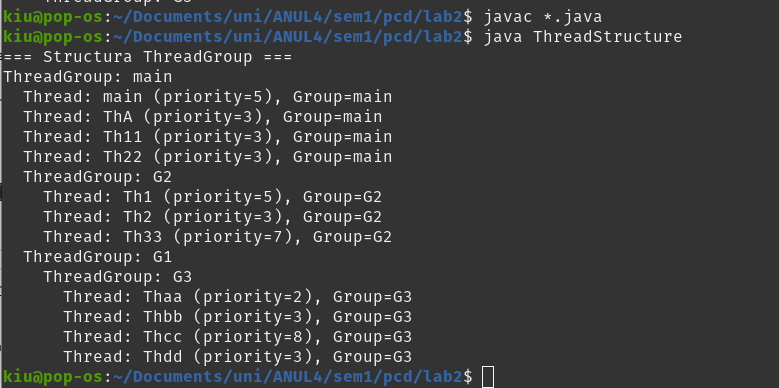 kiu@pop-os:~/Documents/uni/ANUL4/sem1/pcd/lab2$ javac *.java
kiu@pop-os:~/Documents/uni/ANUL4/sem1/pcd/lab2$ java ThreadStructure
=== Structura ThreadGroup ===
ThreadGroup: main
  Thread: main (priority=5), Group=main
  Thread: ThA (priority=3), Group=main
  Thread: Th11 (priority=3), Group=main
  Thread: Th22 (priority=3), Group=main
  ThreadGroup: G2
    Thread: Th1 (priority=5), Group=G2
    Thread: Th2 (priority=3), Group=G2
    Thread: Th33 (priority=7), Group=G2
  ThreadGroup: G1
    ThreadGroup: G3
      Thread: Thaa (priority=2), Group=G3
      Thread: Thbb (priority=3), Group=G3
      Thread: Thcc (priority=8), Group=G3
      Thread: Thdd (priority=3), Group=G3
kiu@pop-os:~/Documents/uni/ANUL4/sem1/pcd/lab2$